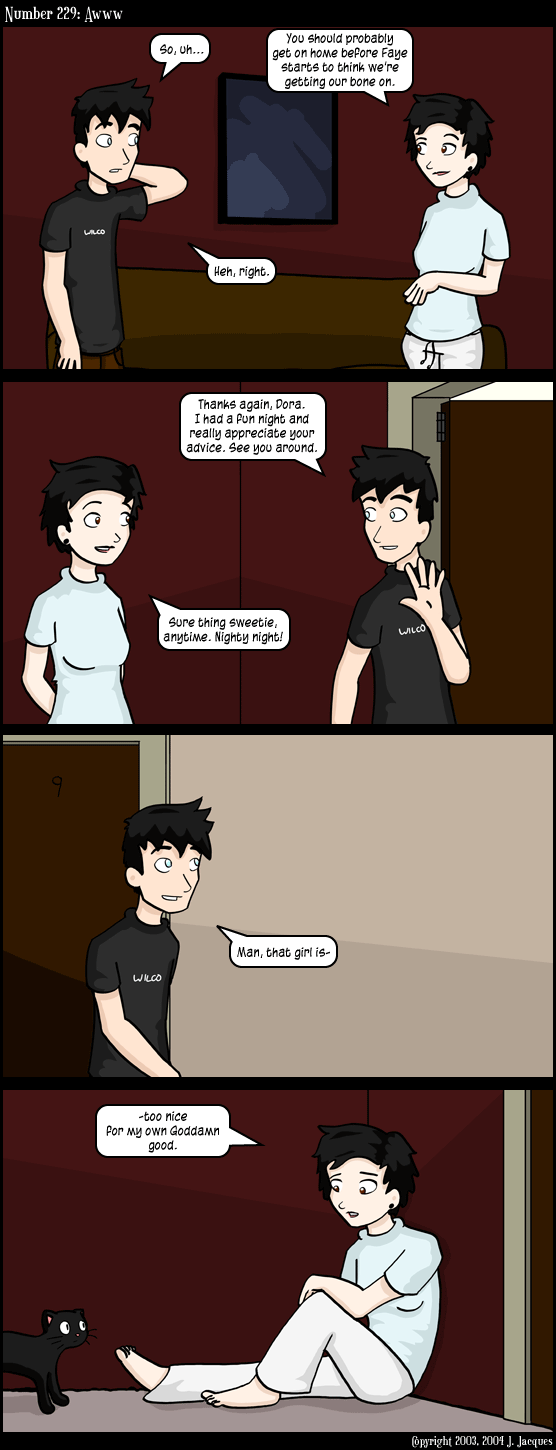 Number 229: Awww
So, uh...
You should probably
get on home before Faye
starts to think we're
getting our bone on.
WILCO
Heh, right.
Thanks again, Dora.
I had a fun night and
really appreciate your
advice. See you around.
WILCO
Sure thing sweetie,
anytime. Nighty night!
9
WILCO
Man, that girl is-
-too nice
for my own Goddamn
good.
Copyright 2003, 2004 J. Jacques